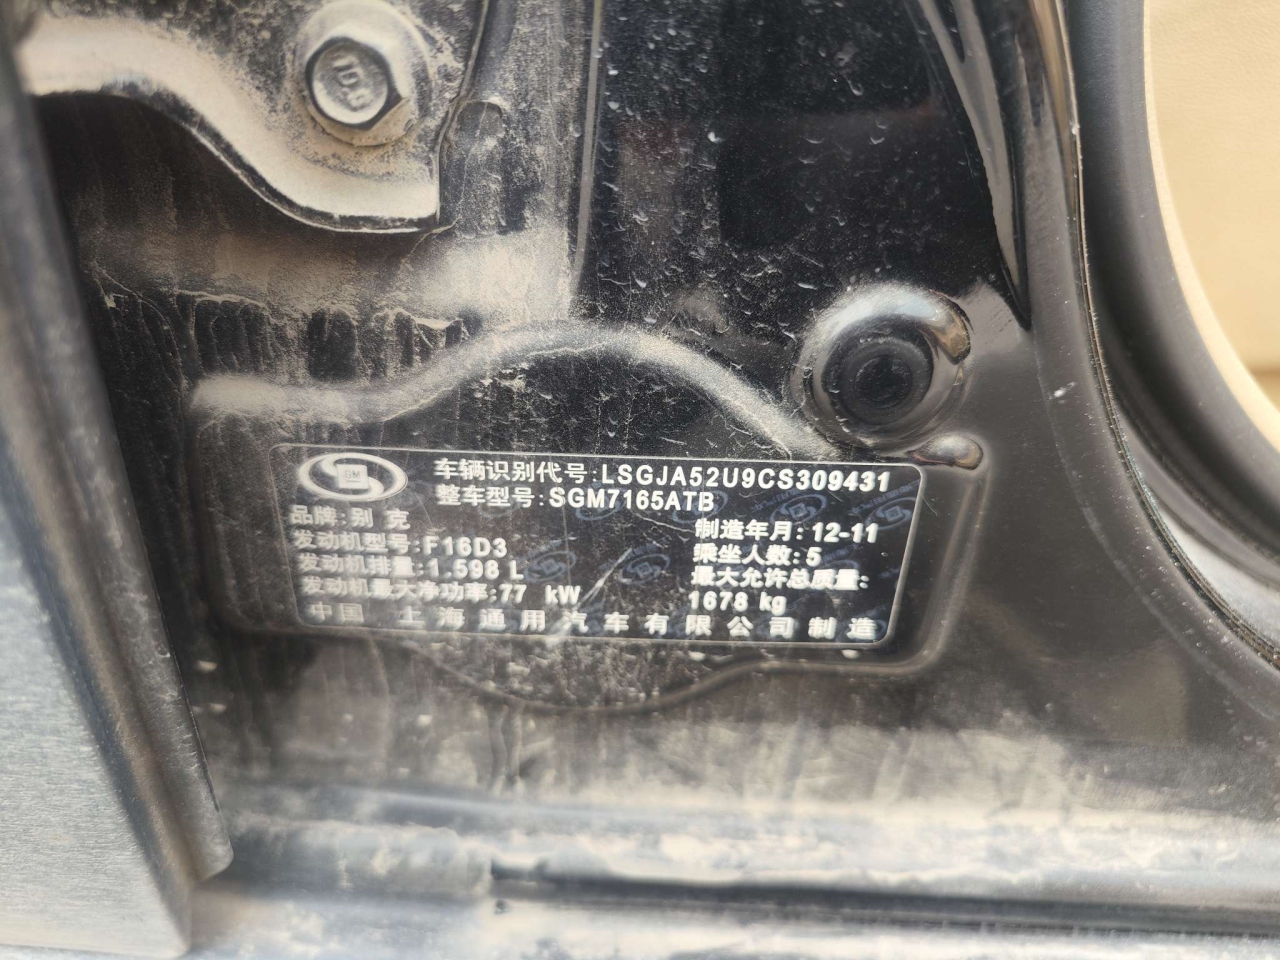 GM
车辆识别代号:LSGJA52U9CS309431
整车型号:SGM7165ATB
品牌:别 克
制造年月:12-11
发动机型号:F16D3
乘坐人数:5
发动机排量:1.598 L
最大允许总质量:
发动机最大净功率:77 kW
1678 kg
中国 上海通用汽车有限公司制造